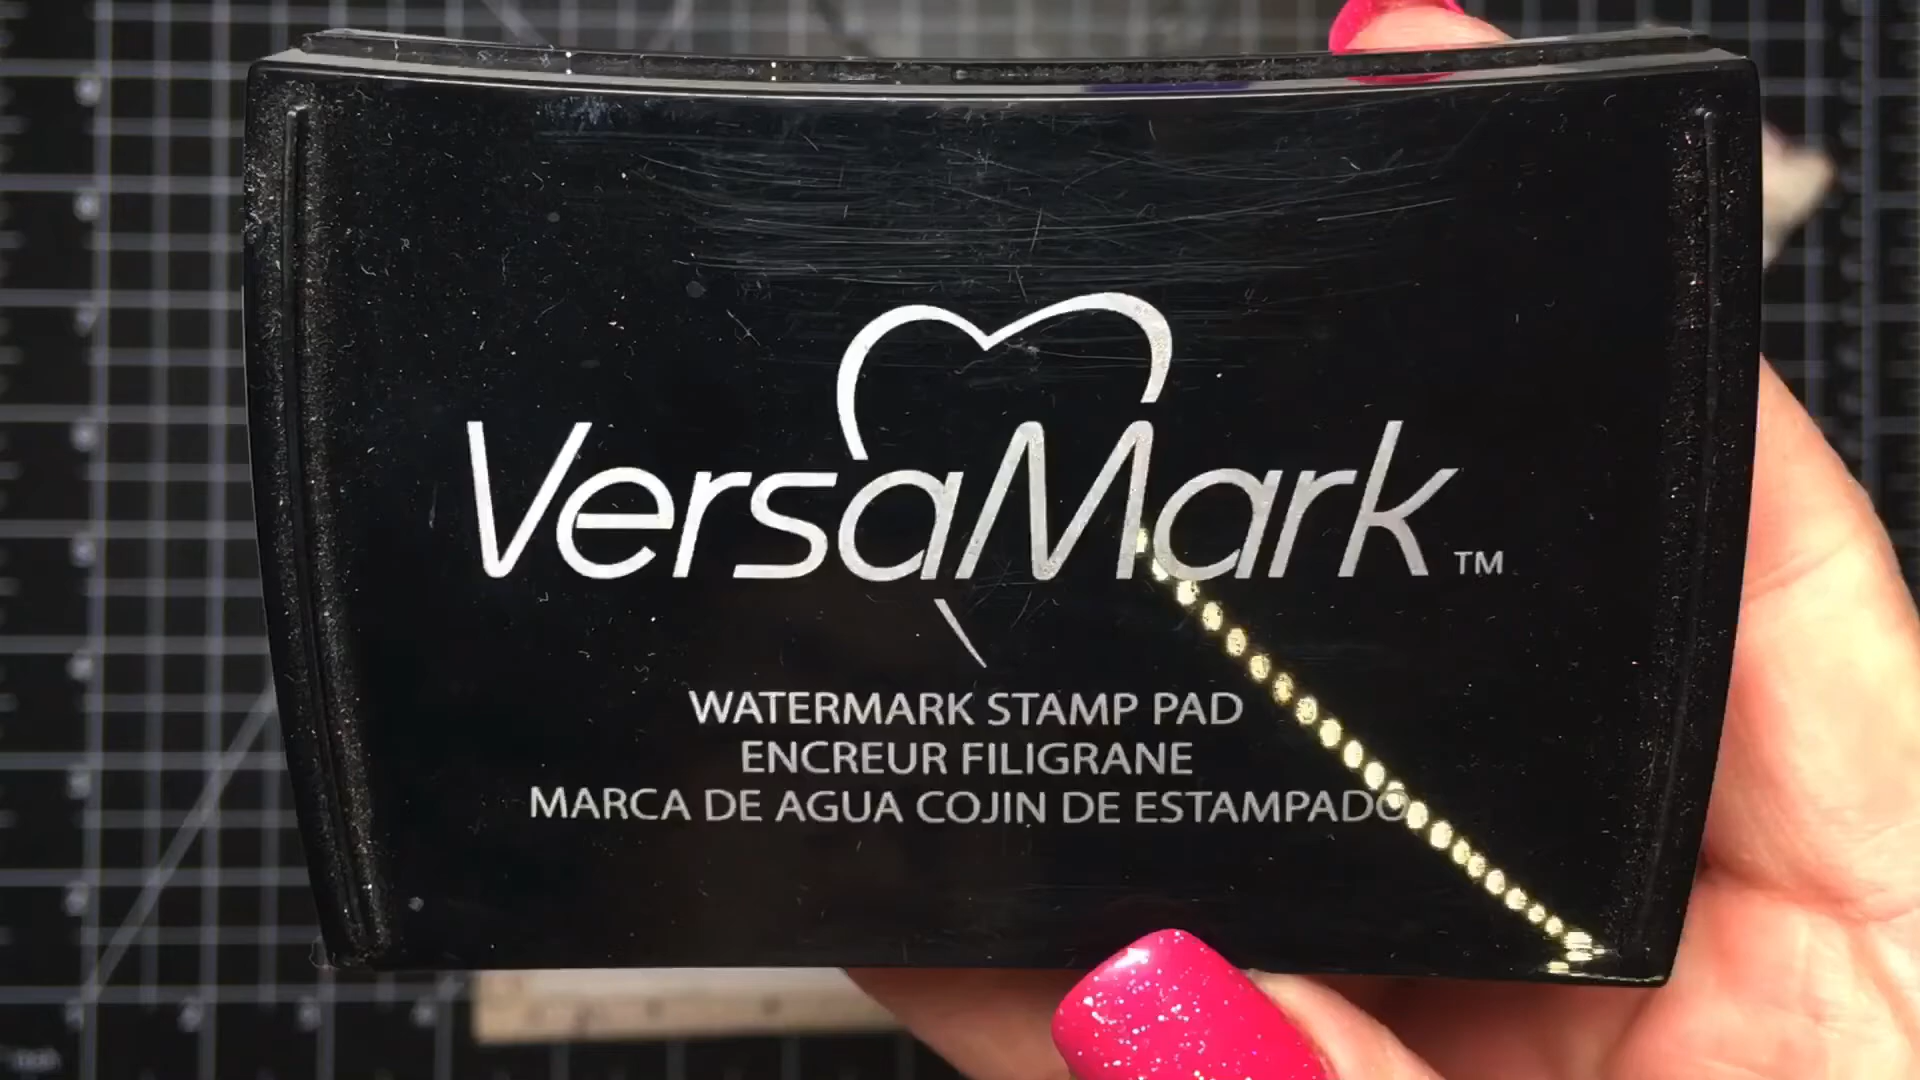 VersaMark™
WATERMARK STAMP PAD
ENCREUR FILIGRANE
MARCA DE AGUA COJIN DE ESTAMPADO